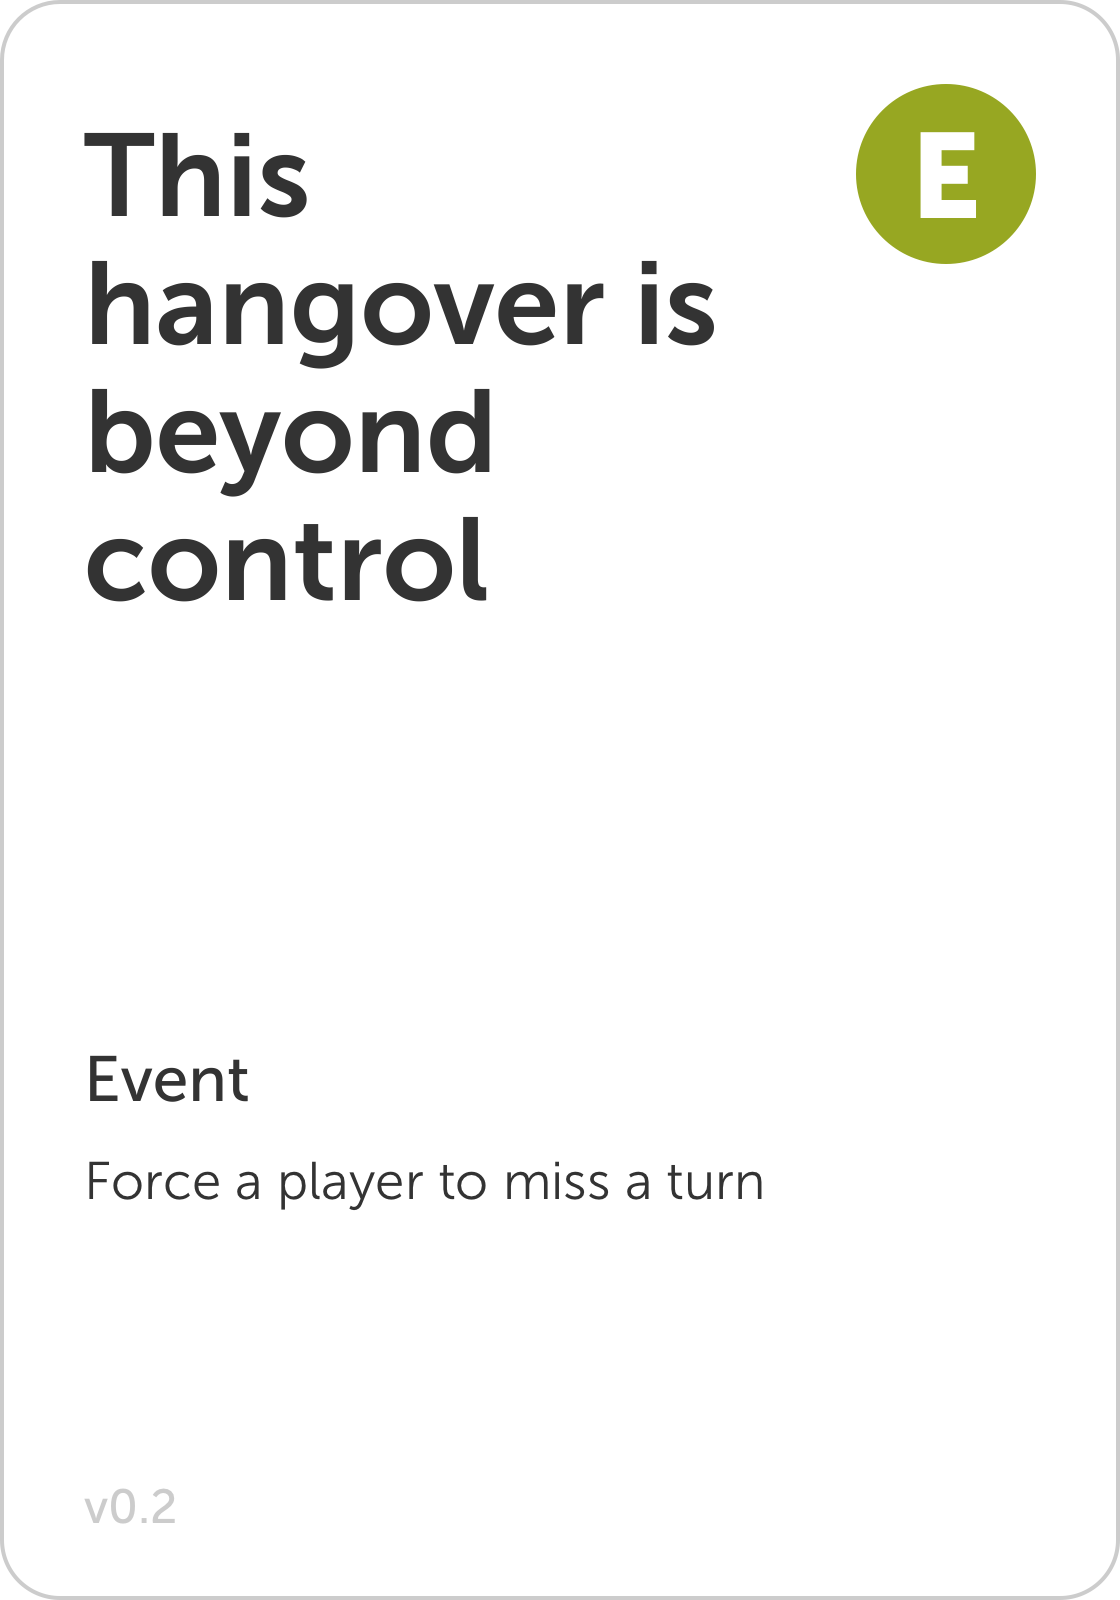 This
hangover is
beyond
control
E
Event
Force a player to miss a turn
v0.2